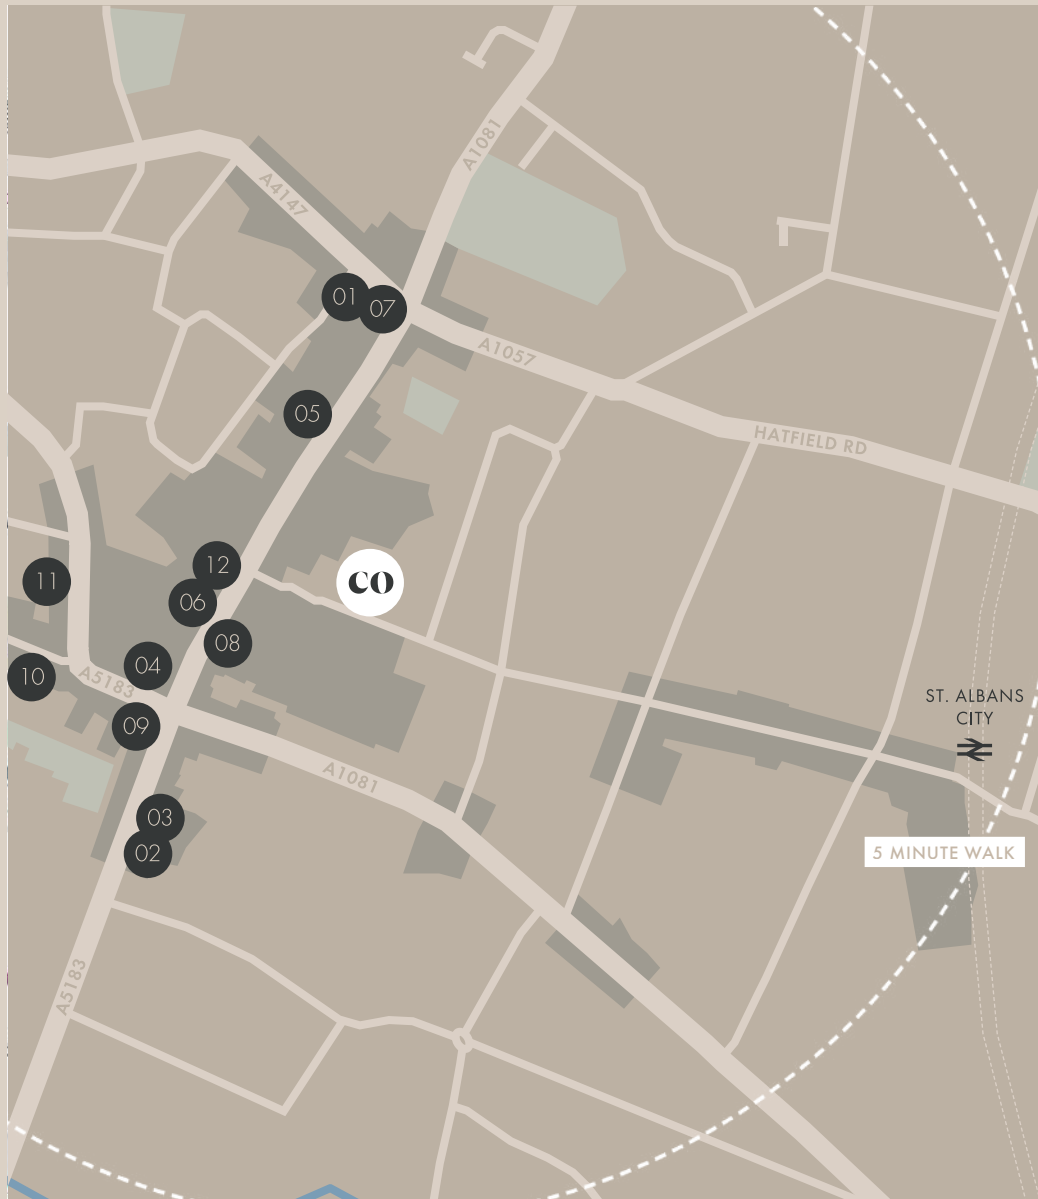 A1081
A4147
01
07
A1057
05
HATFIELD RD
12
co
11
06
08
04
10
A5183
ST. ALBANS
CITY
09
A1081
03
5 MINUTE WALK
02
A5183